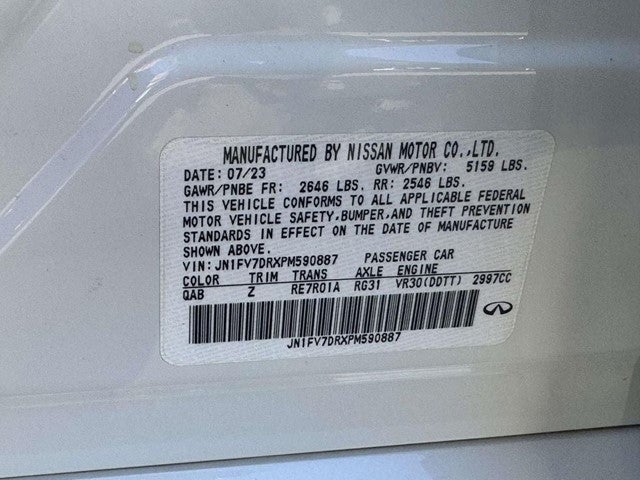 MANUFACTURED BY NISSAN MOTOR CO.,LTD.
DATE: 07/23 GVWR/PNBV: 5159 LBS.
GAWR/PNBE FR: 2646 LBS. RR: 2546 LBS.
THIS VEHICLE CONFORMS TO ALL APPLICABLE FEDERAL
MOTOR VEHICLE SAFETY,BUMPER,AND THEFT PREVENTION
STANDARDS IN EFFECT ON THE DATE OF MANUFACTURE
SHOWN ABOVE.
VIN: JN1FV7DRXPM590887 PASSENGER CAR
COLOR TRIM TRANS AXLE ENGINE
QAB Z RE7R01A RG31 VR30(DDTT) 2997CC
JN1FV7DRXPM590887